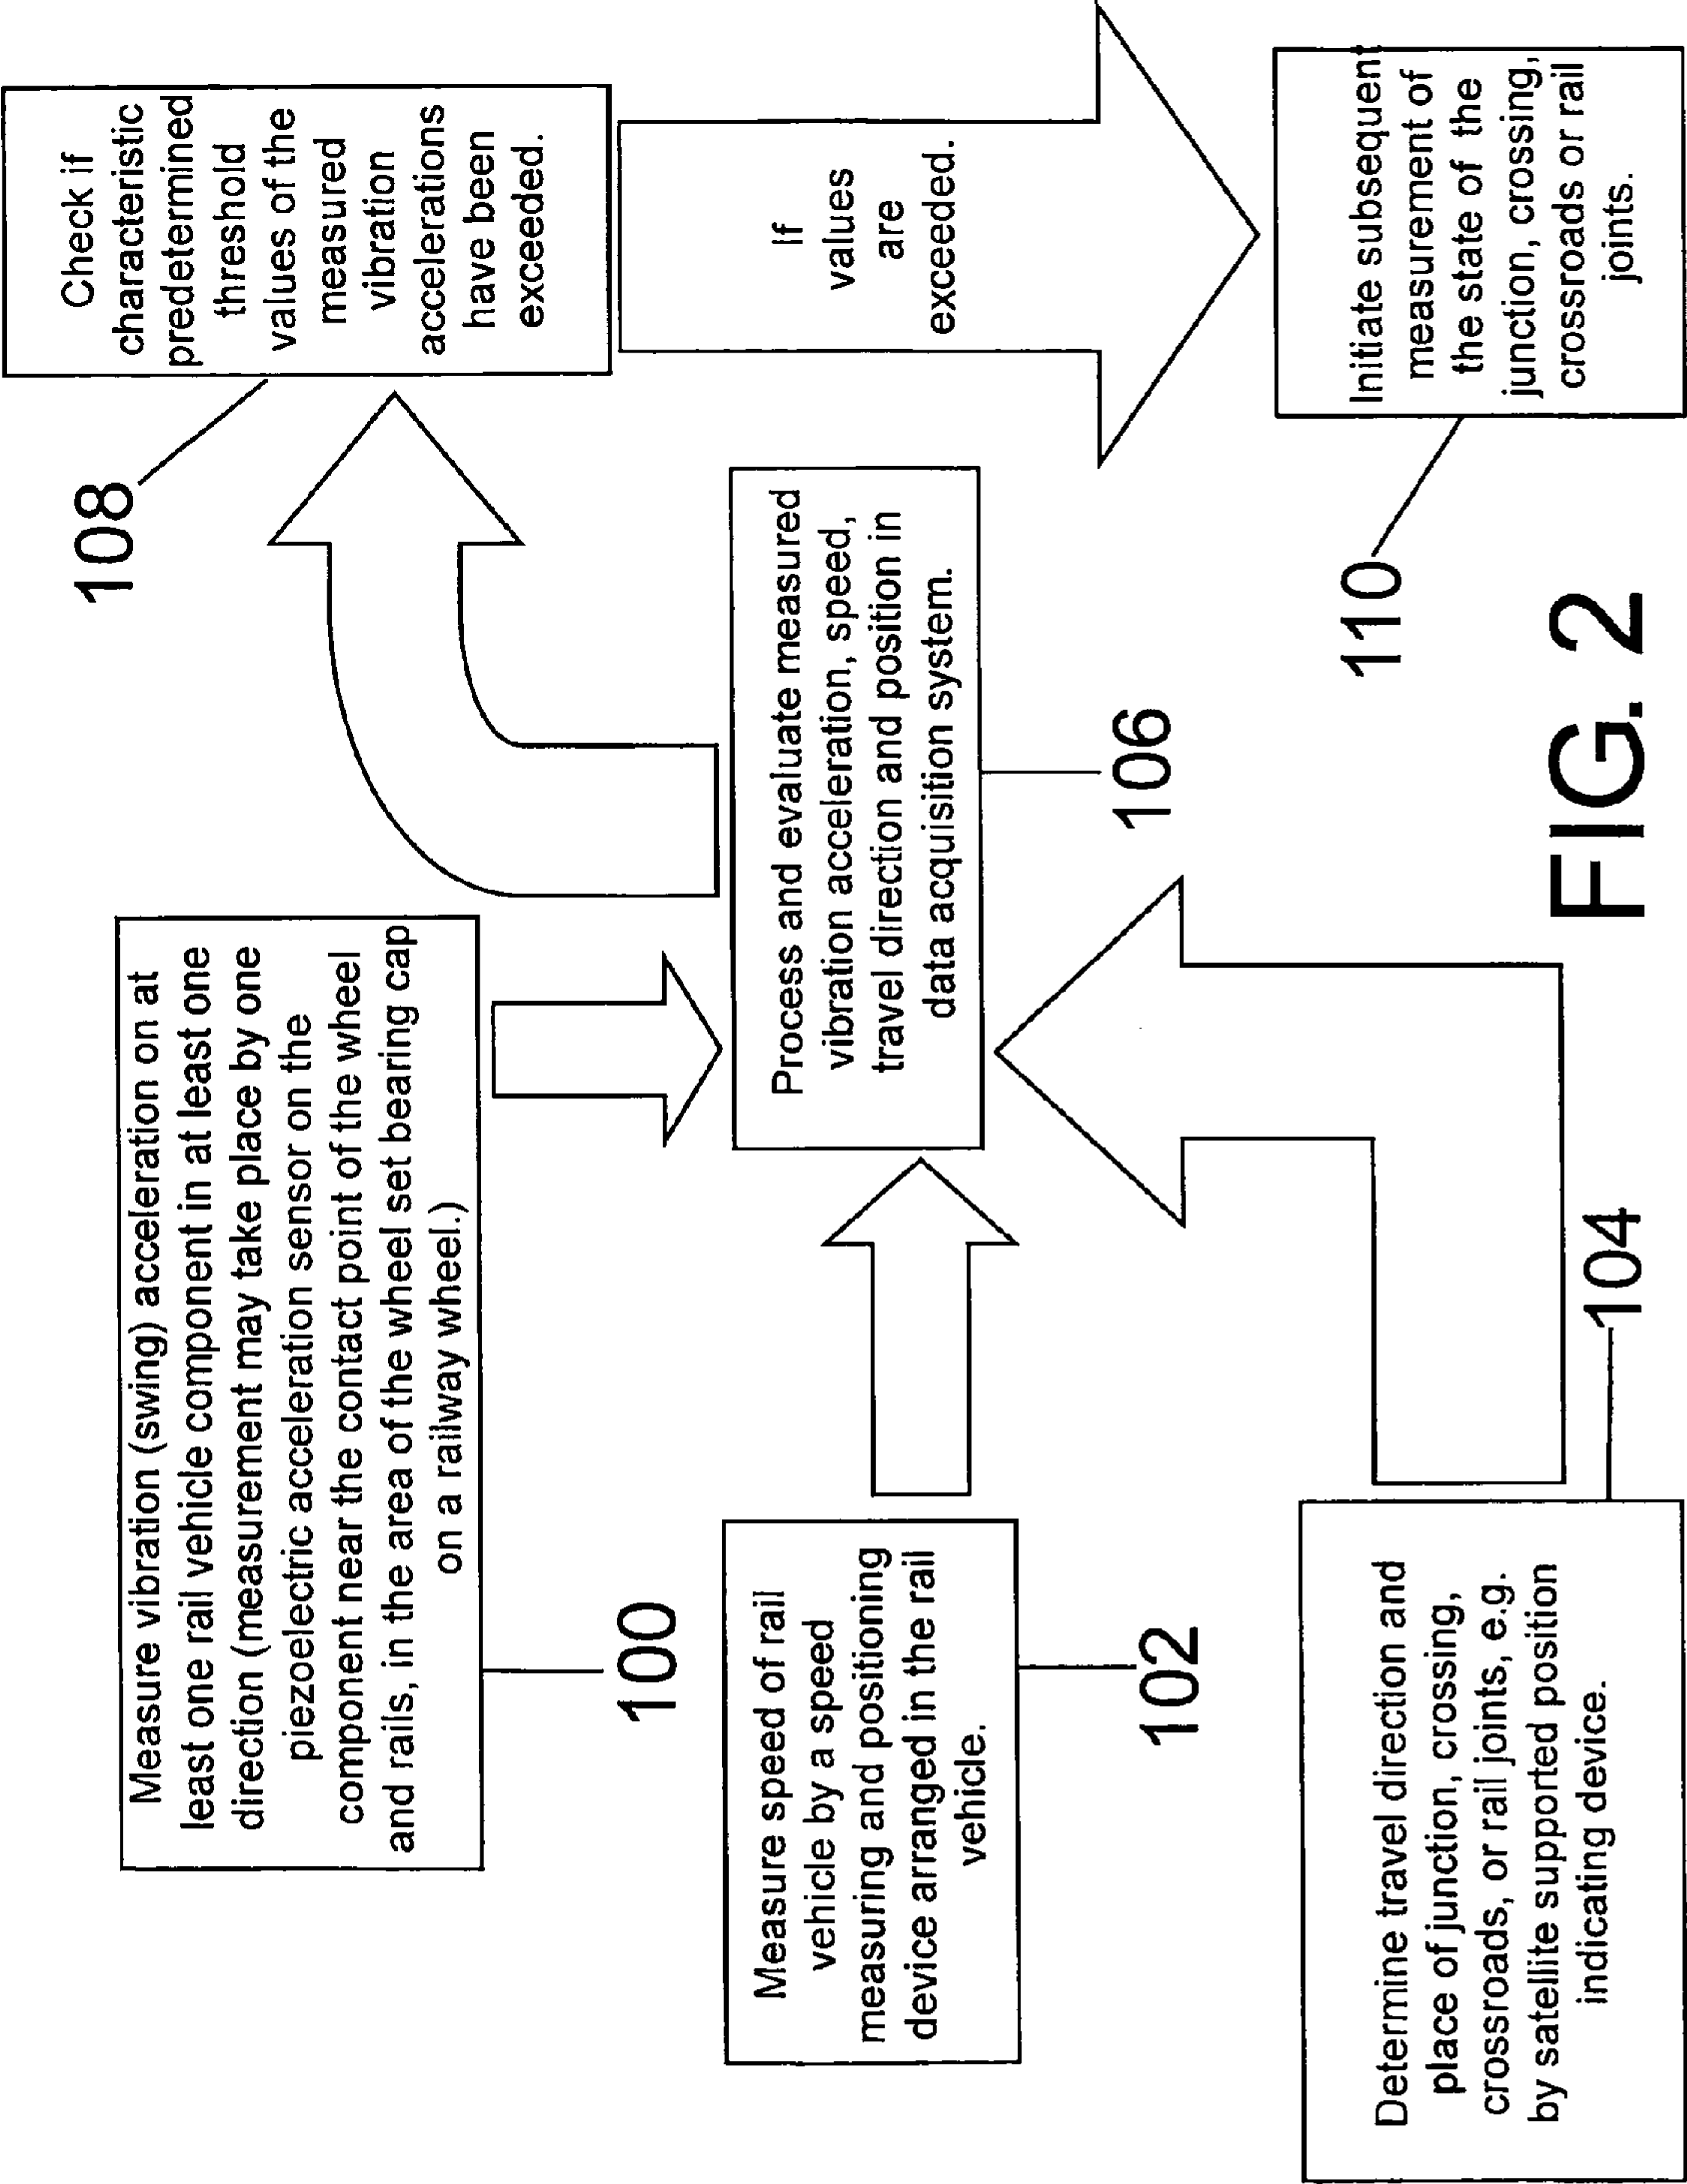 Measure vibration (swing) acceleration on at
least one rail vehicle component in at least one
direction (measurement may take place by one
piezoelectric acceleration sensor on the
component near the contact point of the wheel
and rails, in the area of the wheel set bearing cap
on a railway wheel.)
100
Measure speed of rail
vehicle by a speed
measuring and positioning
device arranged in the rail
vehicle.
102
Determine travel direction and
place of junction, crossing,
crossroads, or rail joints, e.g.
by satellite supported position
indicating device.
104
Process and evaluate measured
vibration acceleration, speed,
travel direction and position in
data acquisition system.
106
Check if
characteristic
predetermined
threshold
values of the
measured
vibration
accelerations
have been
exceeded.
108
If
values
are
exceeded.
Initiate subsequent
measurement of
the state of the
junction, crossing,
crossroads or rail
joints.
110
FIG. 2